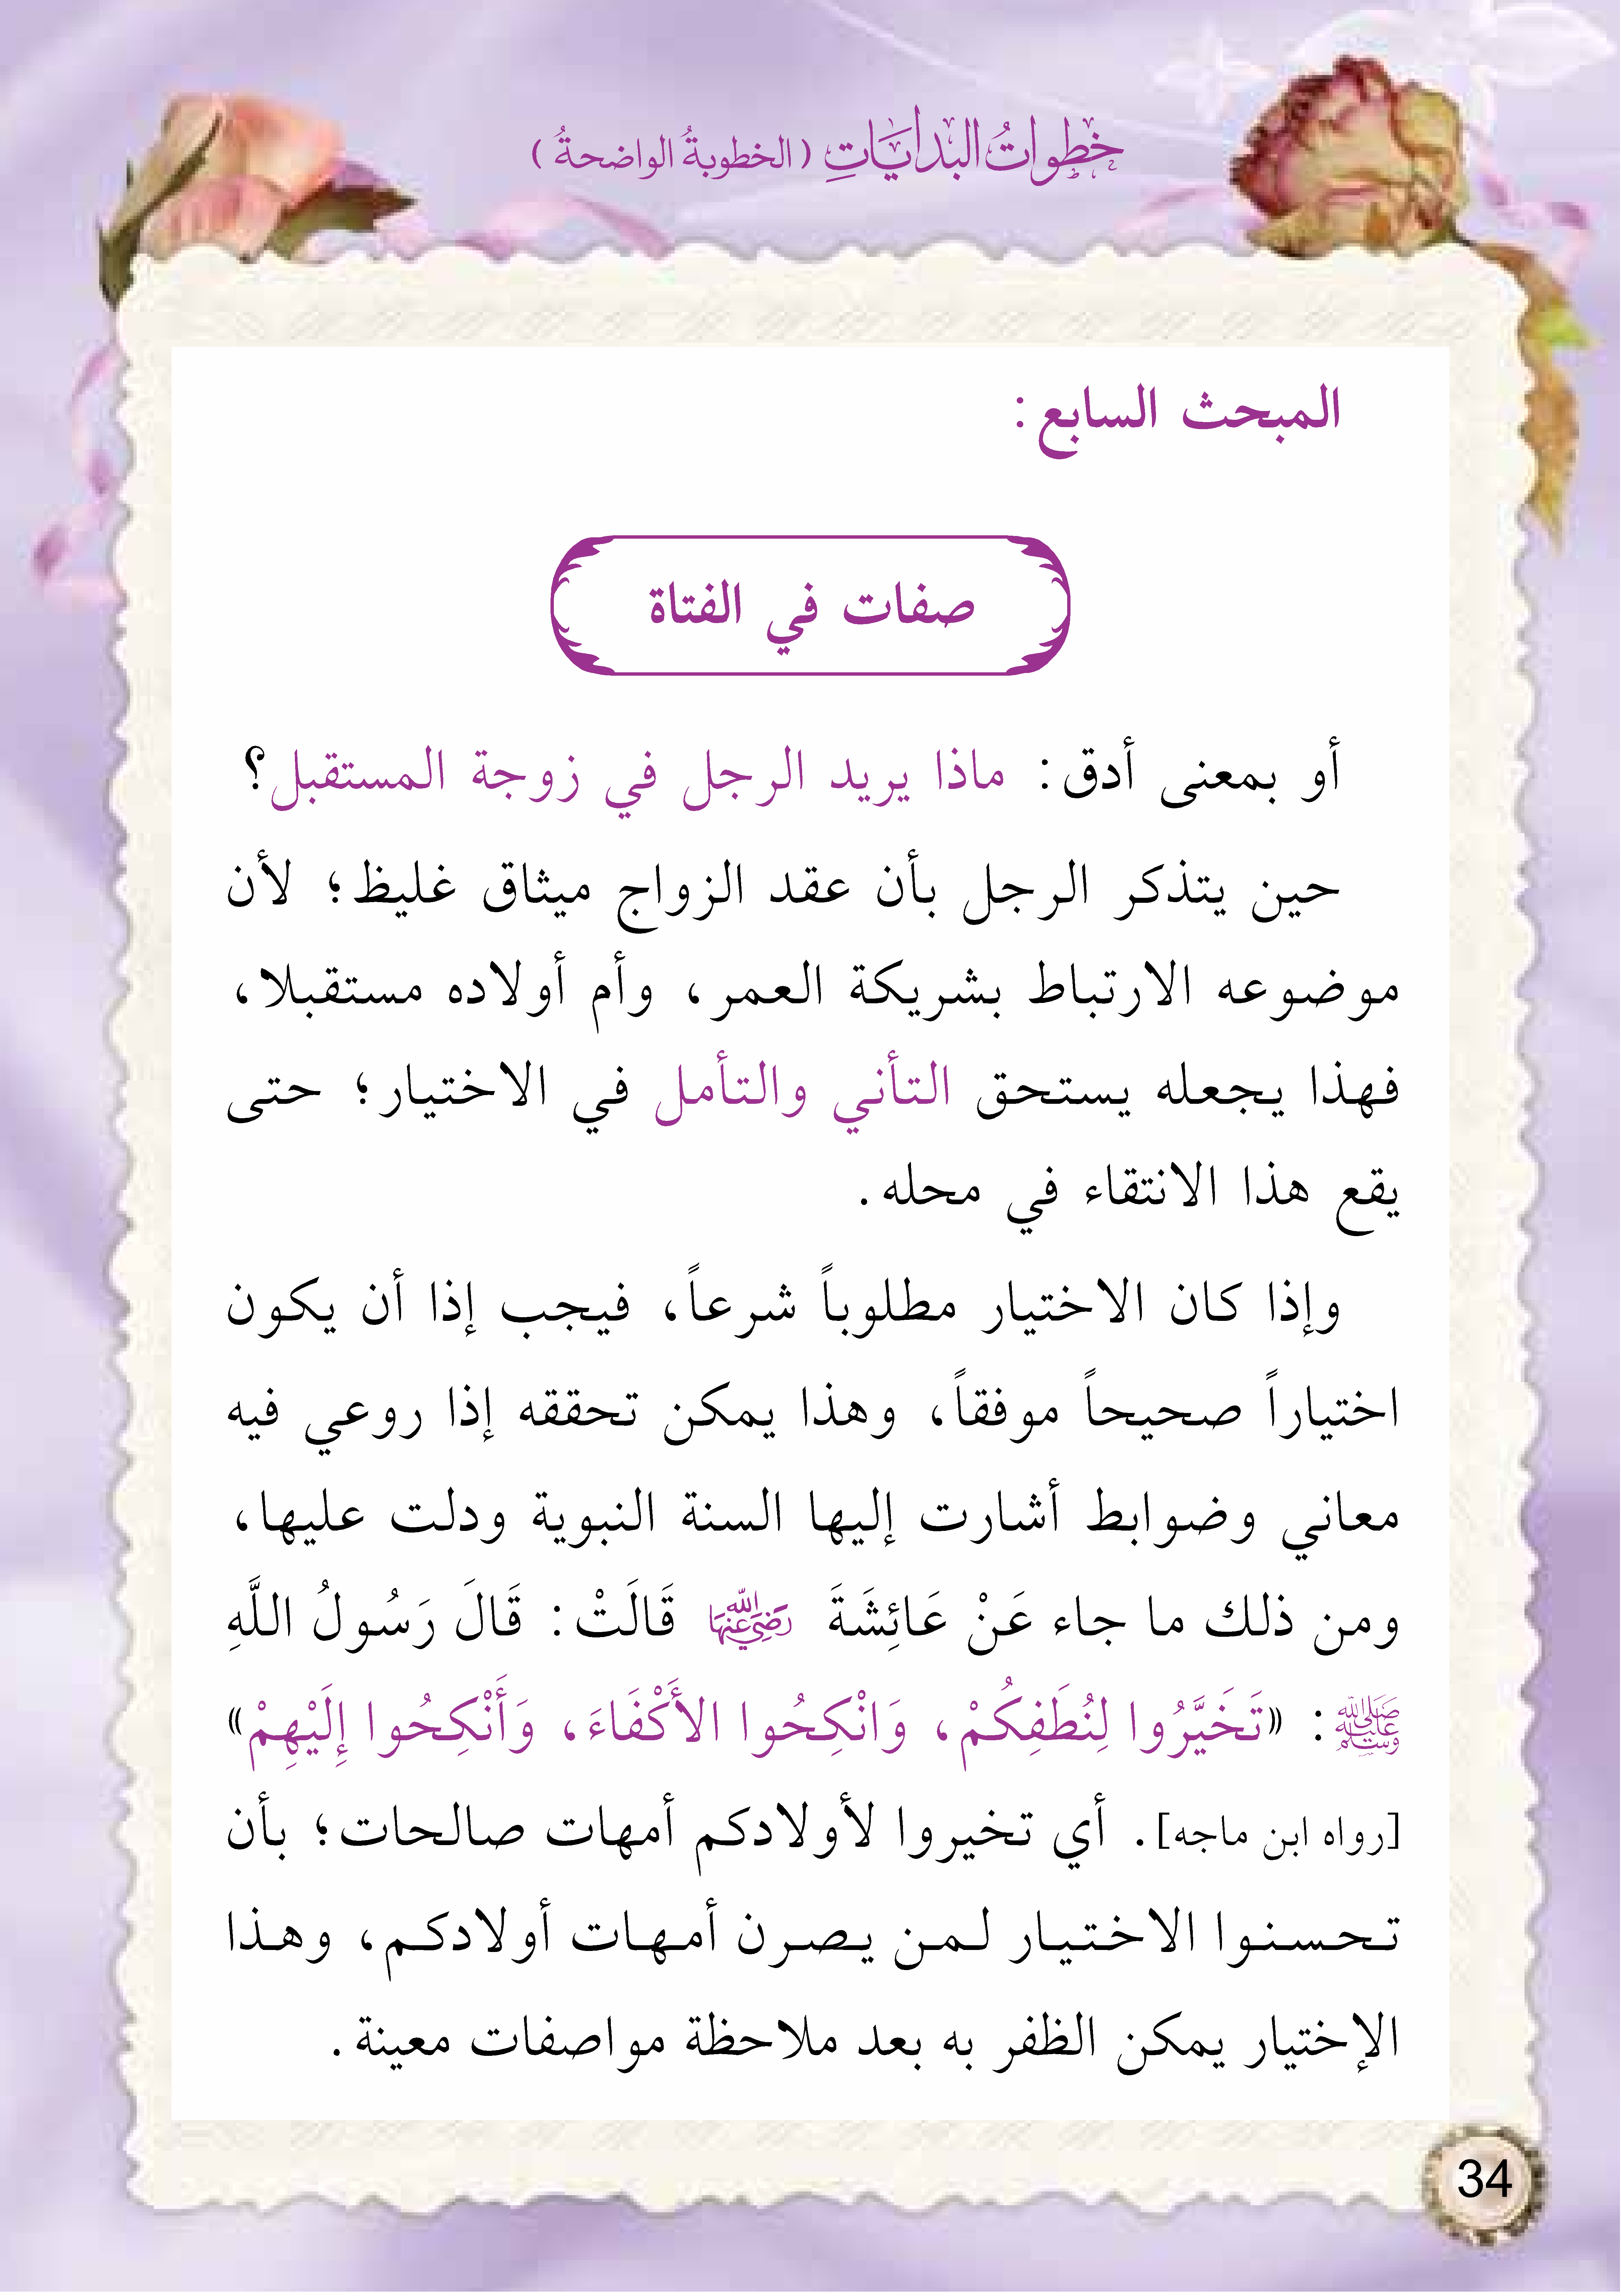 خطوات البدايات ( الخطوبةُ الواضحةُ )
المبحث السابع:
صفات في الفتاة
أو بمعنى أدق: ماذا يريد الرجل في زوجة المستقبل؟
حين يتذكر الرجل بأن عقد الزواج ميثاق غليظ؛ لأن
موضوعه الارتباط بشريكة العمر، وأم أولاده مستقبلا،
فهذا يجعله يستحق التأني والتأمل في الاختيار؛ حتى
يقع هذا الانتقاء في محله.
وإذا كان الاختيار مطلوباً شرعاً، فيجب إذا أن يكون
اختياراً صحيحاً موفقاً، وهذا يمكن تحققه إذا روعي فيه
معاني وضوابط أشارت إليها السنة النبوية ودلت عليها،
ومن ذلك ما جاء عَنْ عَائِشَةَ رضي الله عنها قَالَتْ: قَالَ رَسُولُ اللَّهِ
ﷺ: «تَخَيَّرُوا لِنُطَفِكُمْ، وَانْكِحُوا الأَكْفَاءَ، وَأَنْكِحُوا إِلَيْهِمْ»
[رواه ابن ماجه]. أي تخيروا لأولادكم أمهات صالحات؛ بأن
تحسنوا الاختيار لمن يصرن أمهات أولادكم، وهذا
الإختيار يمكن الظفر به بعد ملاحظة مواصفات معينة.
34